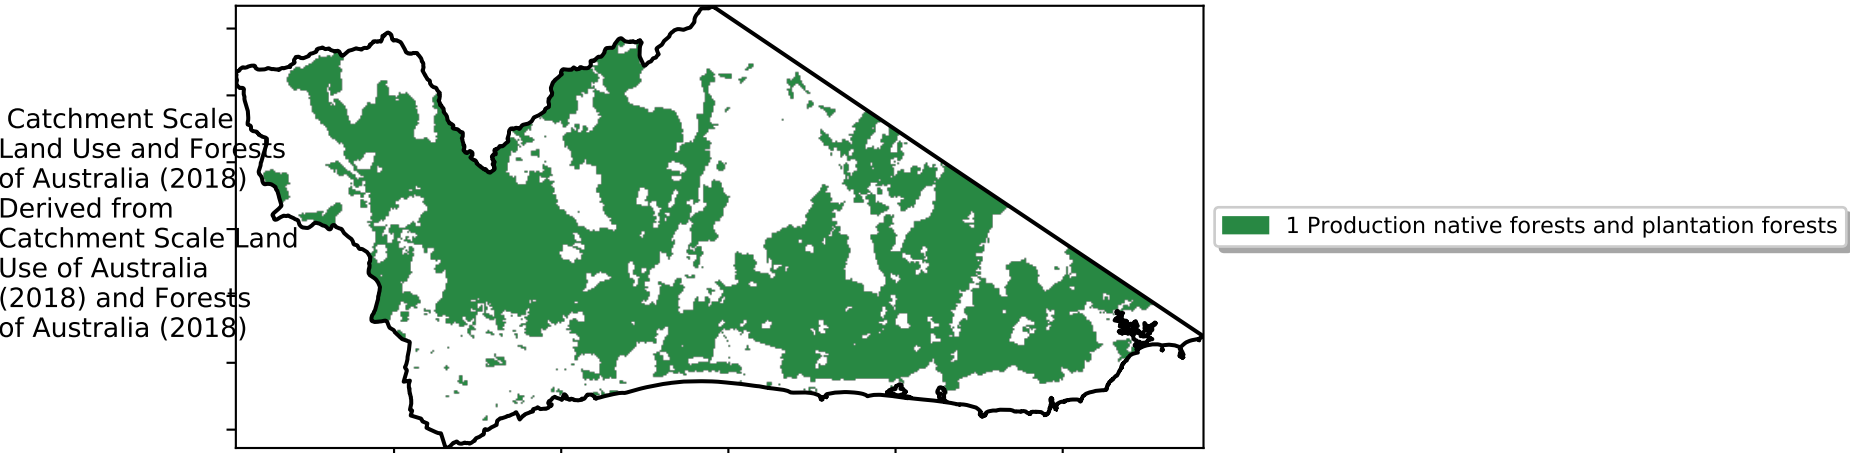 Catchment Scale
Land Use and Forests
of Australia (2018)
Derived from
Catchment Scale Land
Use of Australia
(2018) and Forests
of Australia (2018)
1 Production native forests and plantation forests